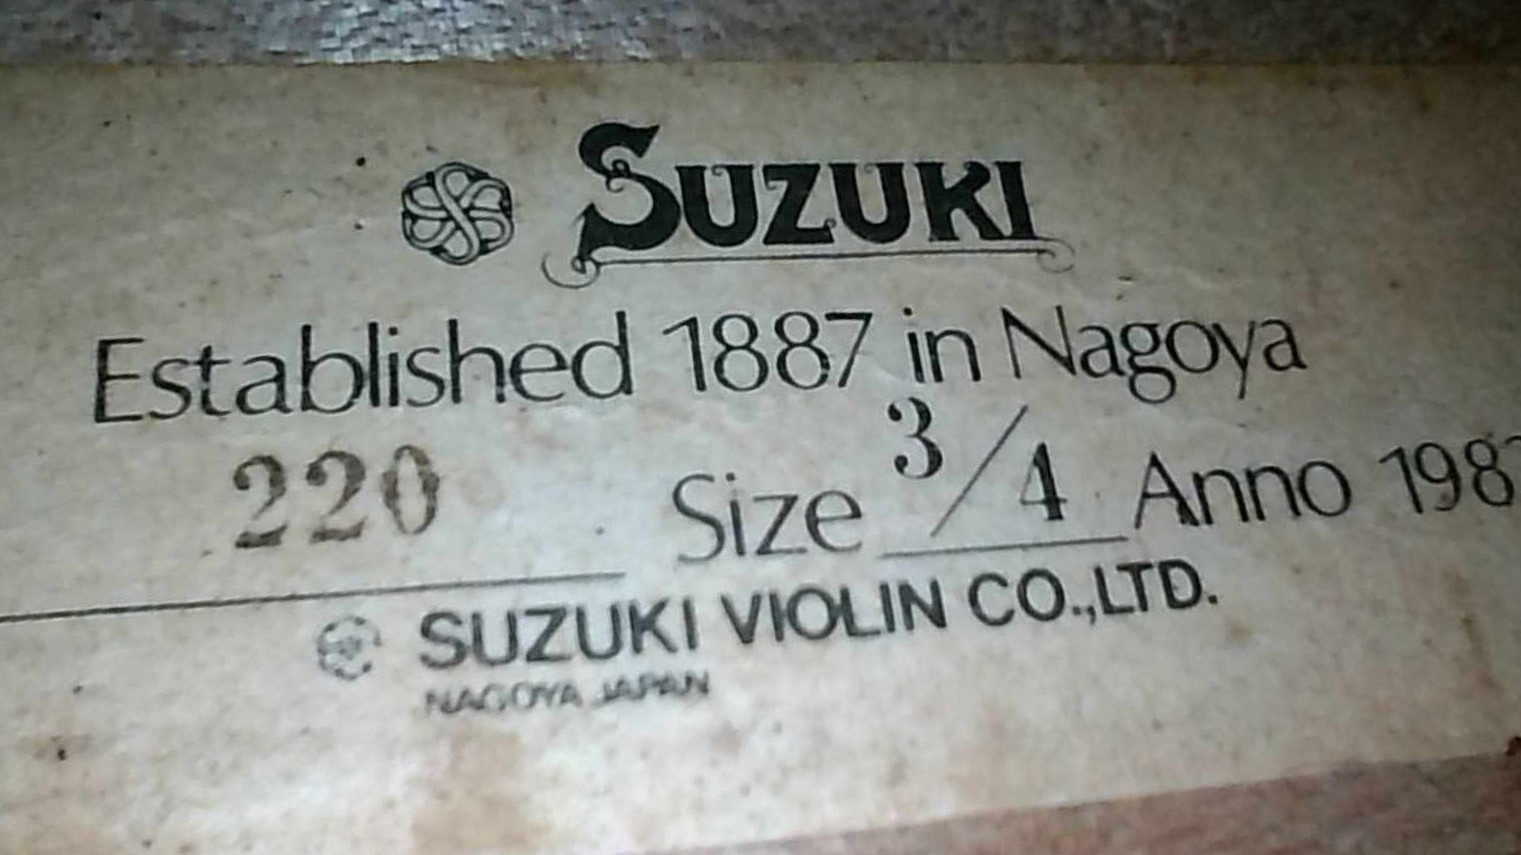 SUZUKI
Established 1887 in Nagoya
220 Size 3/4 Anno 198
SUZUKI VIOLIN CO.,LTD.
NAGOYA JAPAN